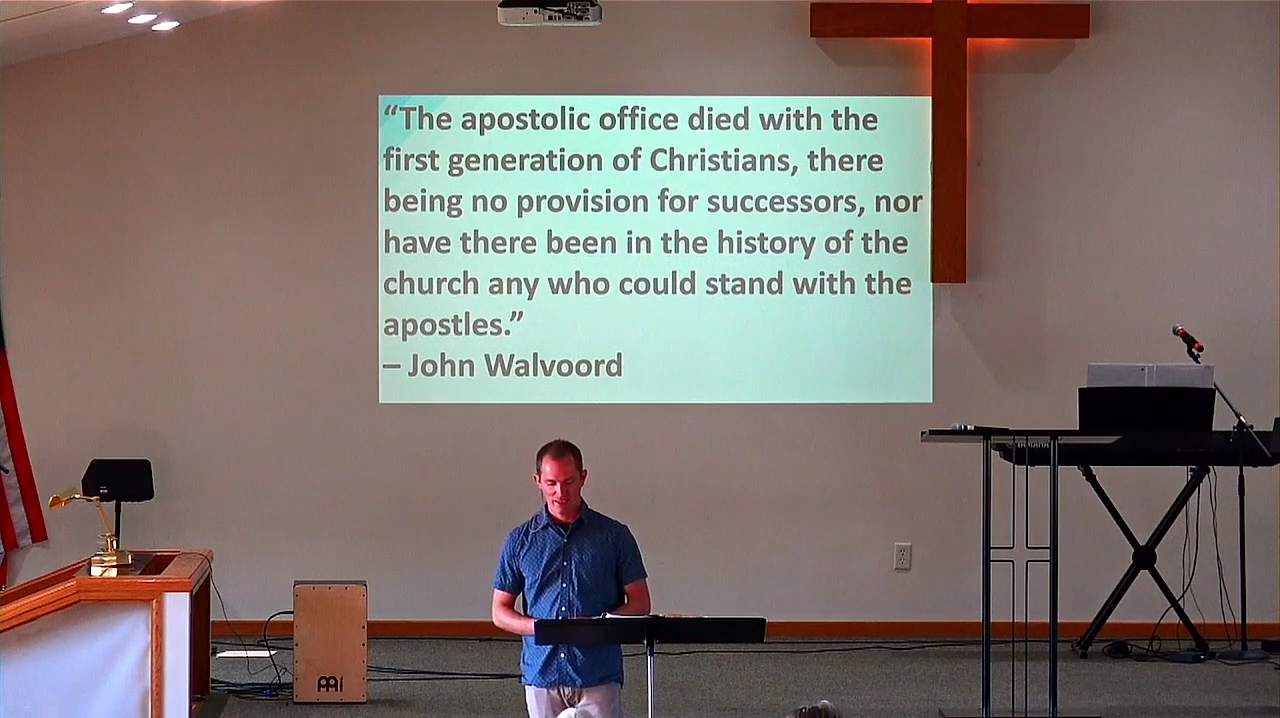 “The apostolic office died with the
first generation of Christians, there
being no provision for successors, nor
have there been in the history of the
church any who could stand with the
apostles.”
– John Walvoord
MEINL